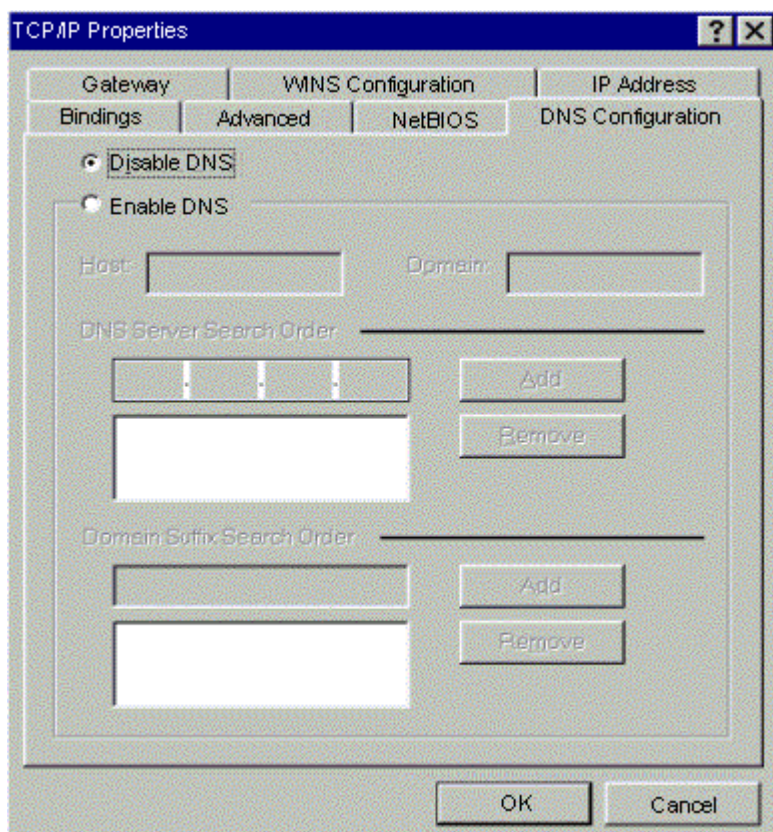 TCP/IP Properties
Gateway
WINS Configuration
IP Address
Bindings
Advanced
NetBIOS
DNS Configuration
Disable DNS
Enable DNS
Host:
Domain:
DNS Server Search Order
Add
Remove
Domain Suffix Search Order
Add
Remove
OK
Cancel